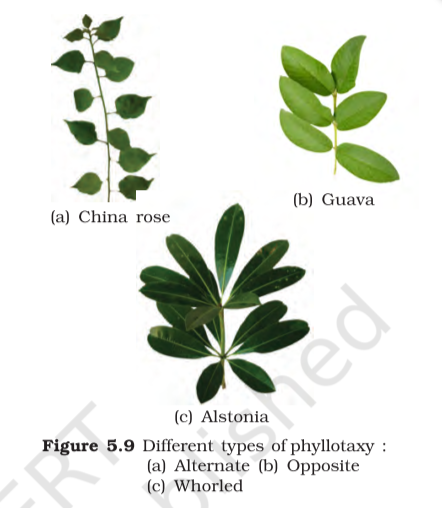 (a) China rose
(b) Guava
(c) Alstonia
Figure 5.9 Different types of phyllotaxy :
(a) Alternate (b) Opposite
(c) Whorled